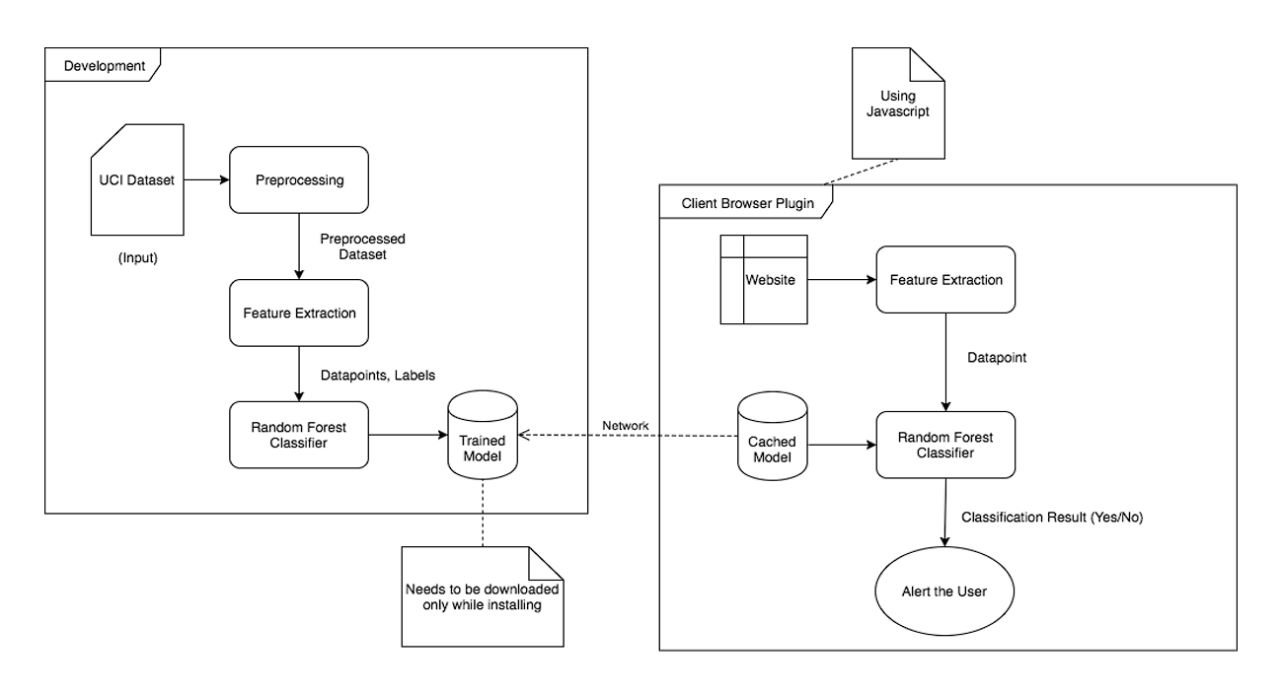 Development
UCI Dataset
(Input)
Preprocessing
Preprocessed
Dataset
Feature Extraction
Datapoints, Labels
Random Forest
Classifier
Trained
Model
Needs to be downloaded
only while installing
Network
Using
Javascript
Client Browser Plugin
Website
Feature Extraction
Datapoint
Cached
Model
Random Forest
Classifier
Classification Result (Yes/No)
Alert the User